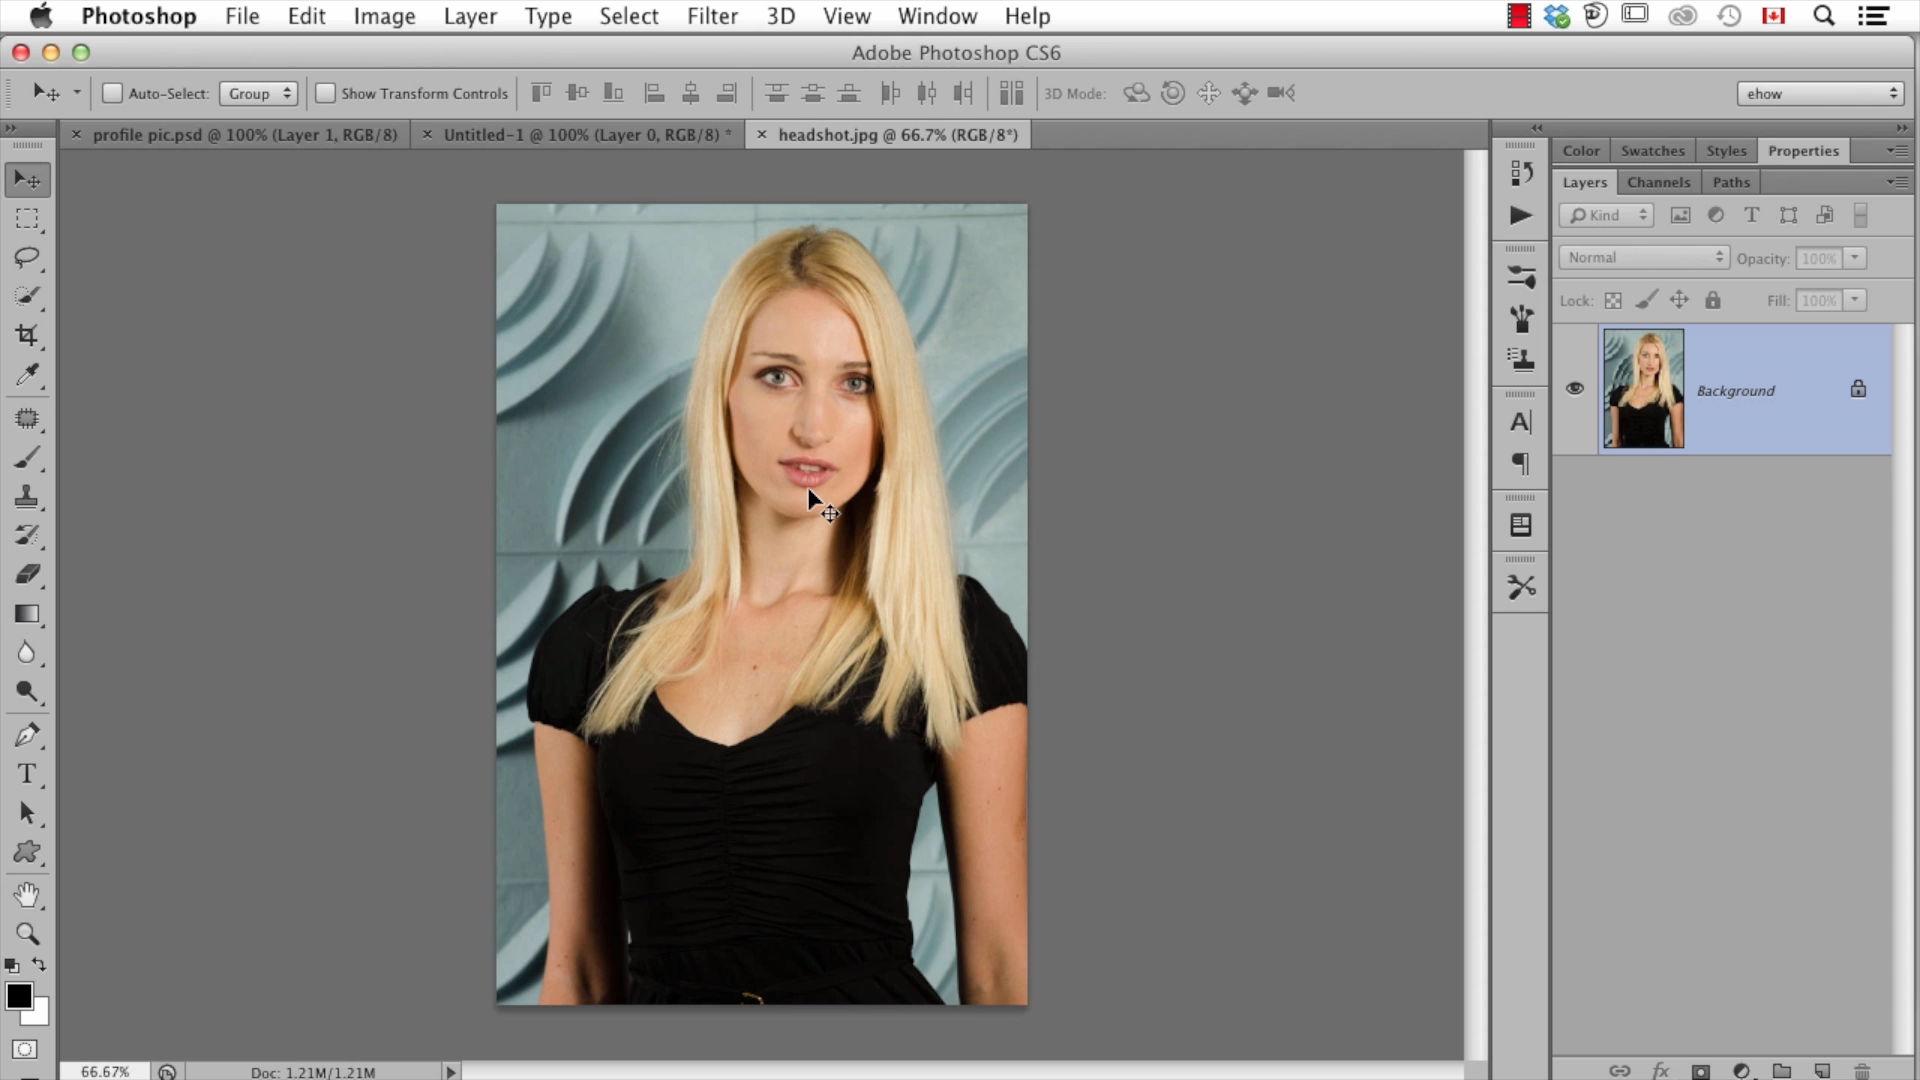 Photoshop File Edit Image Layer Type Select Filter 3D View Window Help
Adobe Photoshop CS6
Auto-Select: Group Show Transform Controls 3D Mode: ehow
profile pic.psd @ 100% (Layer 1, RGB/8) Untitled-1 @ 100% (Layer 0, RGB/8) * headshot.jpg @ 66.7% (RGB/8*)
Color Swatches Styles Properties
Layers Channels Paths
Kind
Normal Opacity: 100%
Lock: Fill: 100%
Background
66.67% Doc: 1.21M/1.21M